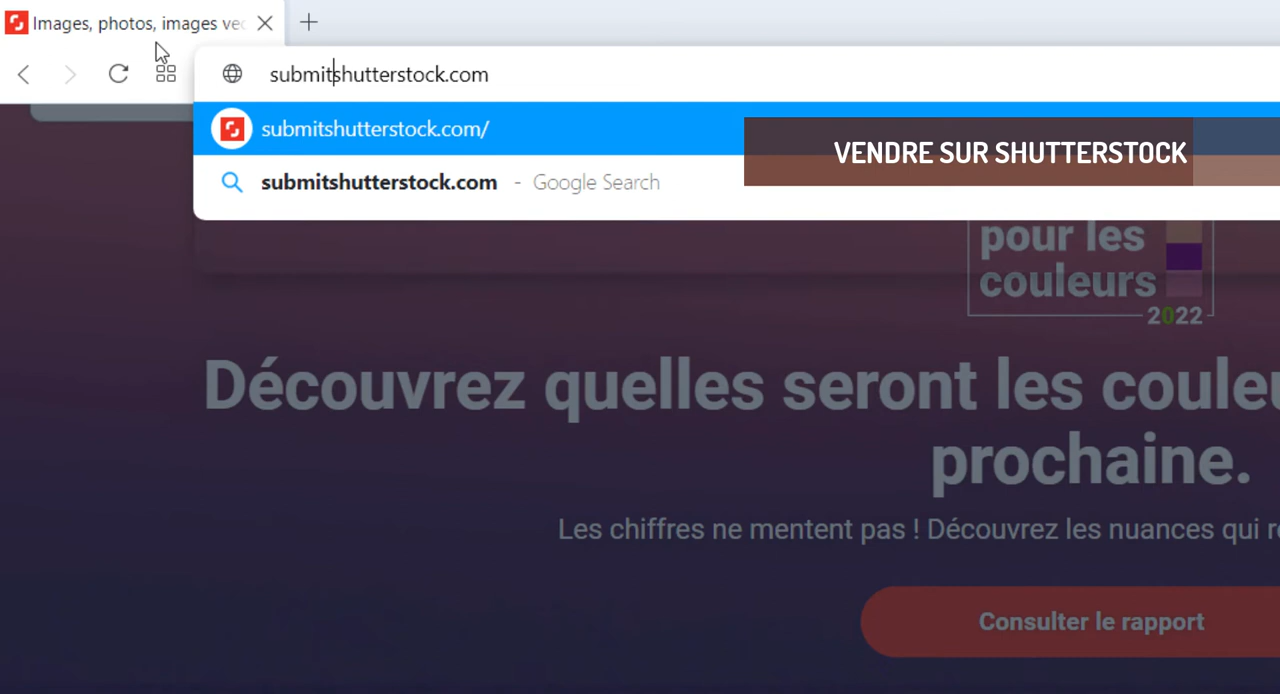 Images, photos, images vec
submitshutterstock.com
submitshutterstock.com/
VENDRE SUR SHUTTERSTOCK
submitshutterstock.com - Google Search
pour les
couleurs
2022
Découvrez quelles seront les couleu
prochaine.
Les chiffres ne mentent pas ! Découvrez les nuances qui r
Consulter le rapport